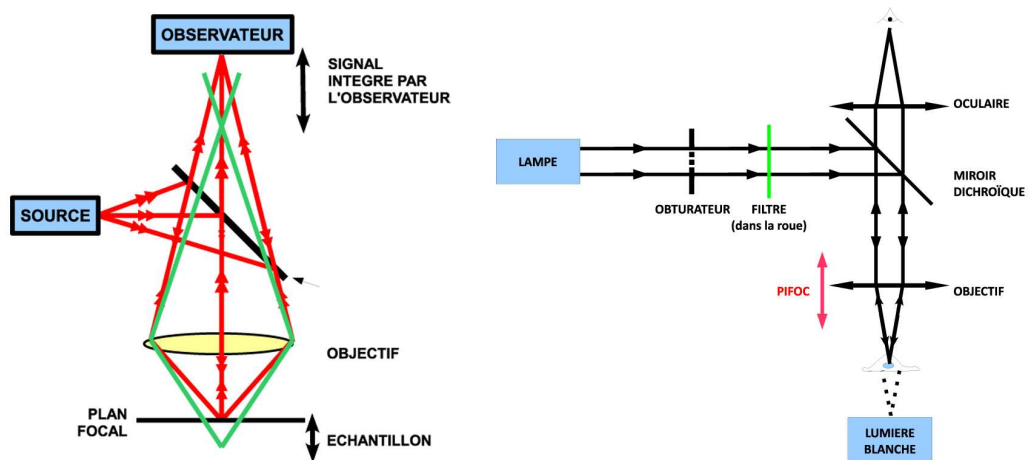 OBSERVATEUR
SIGNAL
INTEGRE PAR
L'OBSERVATEUR
SOURCE
OBJECTIF
PLAN
FOCAL
ECHANTILLON
OCULAIRE
LAMPE
MIROIR
DICHROÏQUE
OBTURATEUR
FILTRE
(dans la roue)
PIFOC
OBJECTIF
LUMIERE
BLANCHE